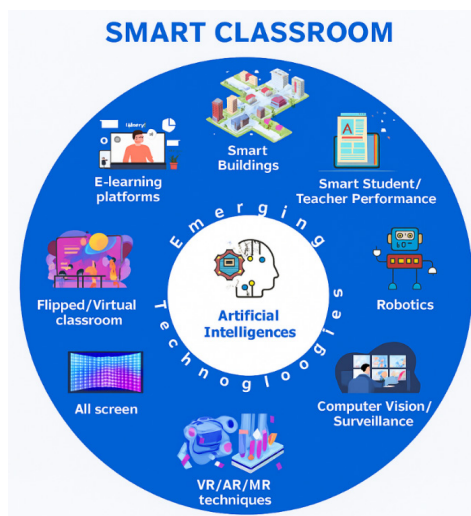 SMART CLASSROOM
Smart
Buildings
E-learning
platforms
Smart Student/
Teacher Performance
A
Emerging
Flipped/Virtual
classroom
Artificial
Intelligences
Robotics
Technogloogies
All screen
Computer Vision/
Surveillance
VR/AR/MR
techniques